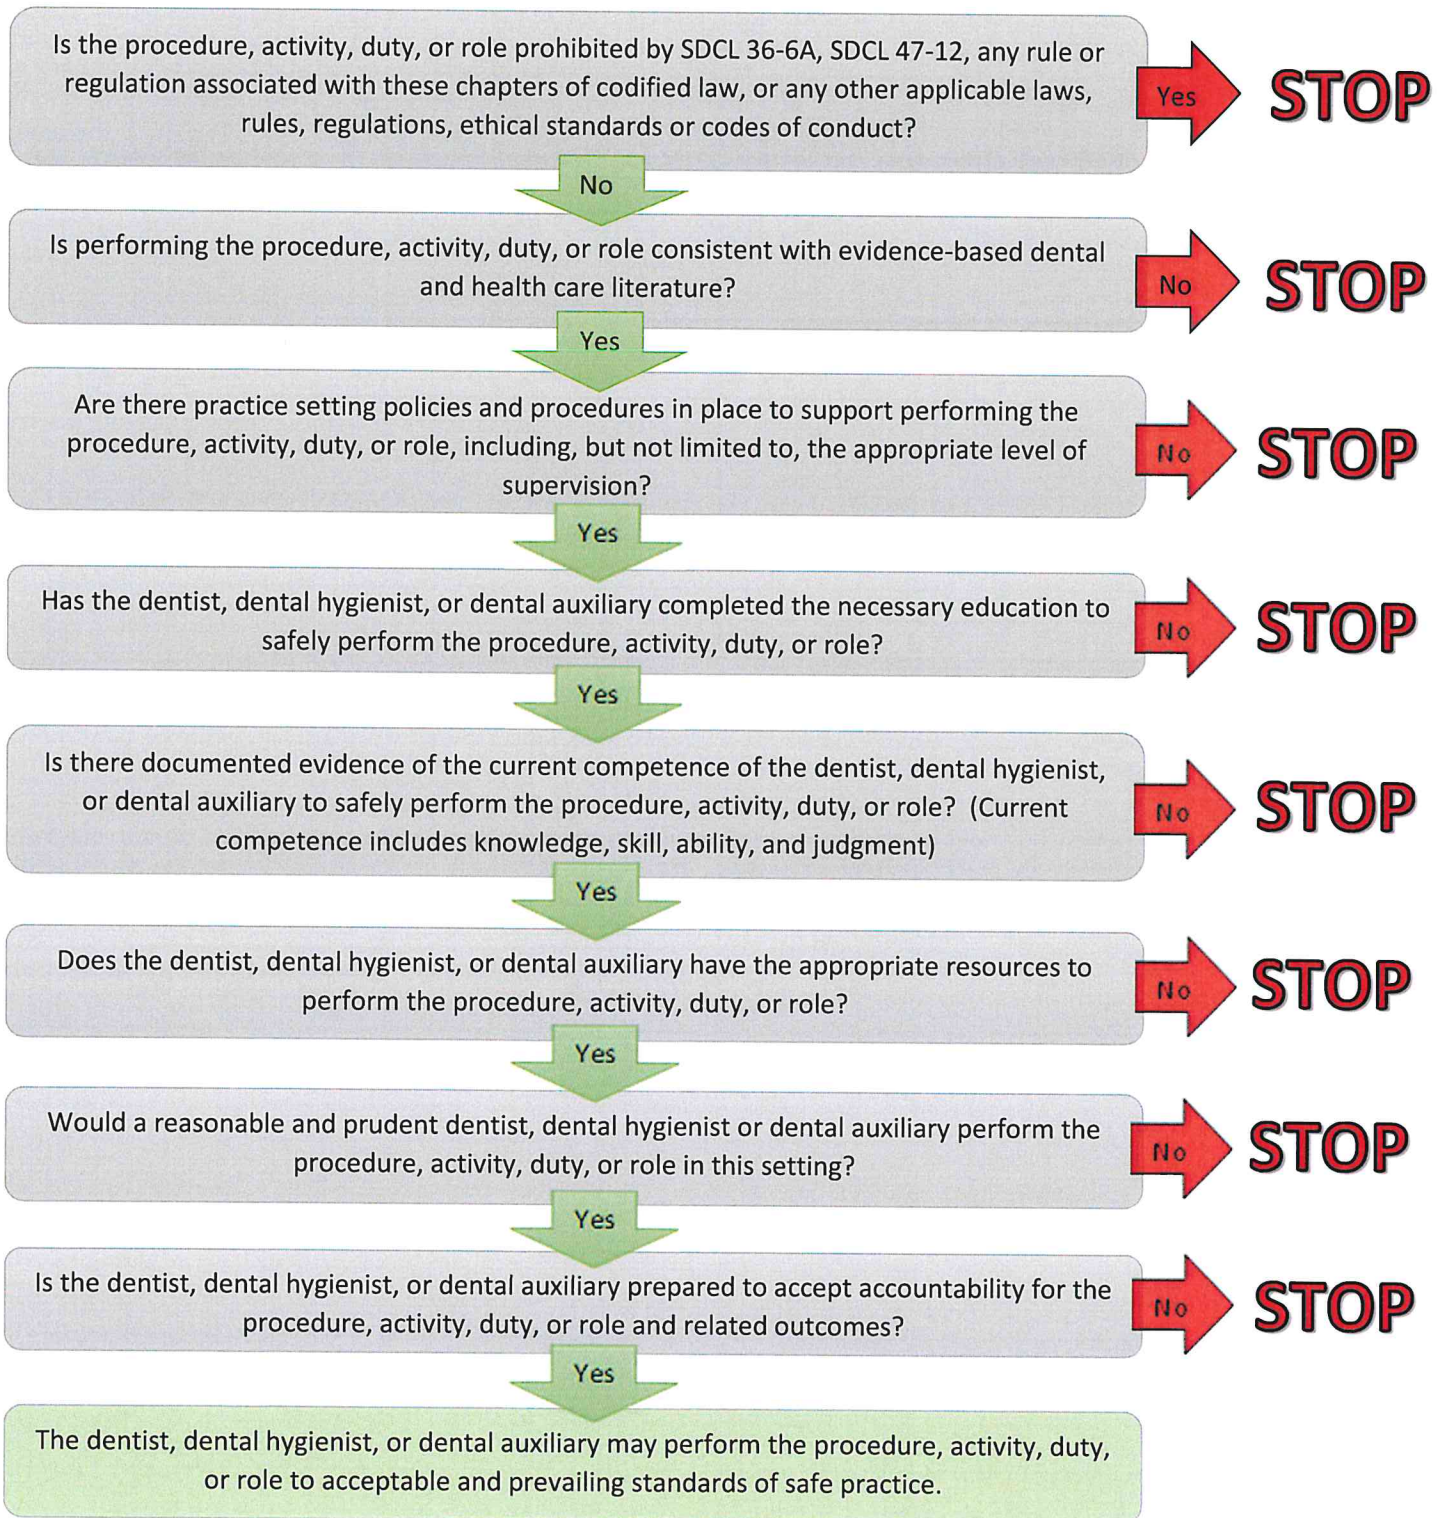 Is the procedure, activity, duty, or role prohibited by SDCL 36-6A, SDCL 47-12, any rule or
regulation associated with these chapters of codified law, or any other applicable laws,
rules, regulations, ethical standards or codes of conduct?
Yes
STOP
No
Is performing the procedure, activity, duty, or role consistent with evidence-based dental
and health care literature?
No
STOP
Yes
Are there practice setting policies and procedures in place to support performing the
procedure, activity, duty, or role, including, but not limited to, the appropriate level of
supervision?
No
STOP
Yes
Has the dentist, dental hygienist, or dental auxiliary completed the necessary education to
safely perform the procedure, activity, duty, or role?
No
STOP
Yes
Is there documented evidence of the current competence of the dentist, dental hygienist,
or dental auxiliary to safely perform the procedure, activity, duty, or role? (Current
competence includes knowledge, skill, ability, and judgment)
No
STOP
Yes
Does the dentist, dental hygienist, or dental auxiliary have the appropriate resources to
perform the procedure, activity, duty, or role?
No
STOP
Yes
Would a reasonable and prudent dentist, dental hygienist or dental auxiliary perform the
procedure, activity, duty, or role in this setting?
No
STOP
Yes
Is the dentist, dental hygienist, or dental auxiliary prepared to accept accountability for the
procedure, activity, duty, or role and related outcomes?
No
STOP
Yes
The dentist, dental hygienist, or dental auxiliary may perform the procedure, activity, duty,
or role to acceptable and prevailing standards of safe practice.